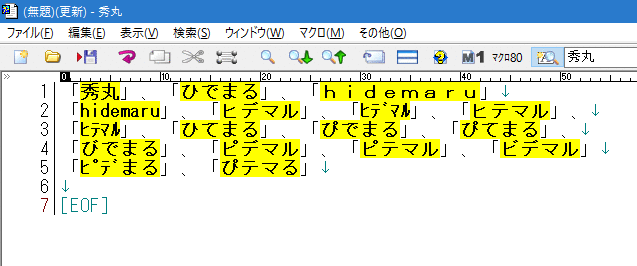 (無題)(更新) - 秀丸
ファイル(F) 編集(E) 表示(V) 検索(S) ウィンドウ(W) マクロ(M) その他(O)
M1 マクロ80 秀丸
0 10 20 30 40 50
1 「秀丸」、「ひでまる」、「ｈｉｄｅｍａｒｕ」↓
2 「hidemaru」、「ヒデマル」、「ﾋﾃﾞﾏﾙ」、「ヒテマル」、↓
3 「ﾋﾃﾏﾙ」、「ひてまる」、「ぴでまる」、「ぴてまる」、↓
4 「びでまる」、「ピデマル」、「ピテマル」、「ビデマル」↓
5 「ﾋﾟﾃﾞまる」、「ぴテマる」↓
6 ↓
7 [EOF]